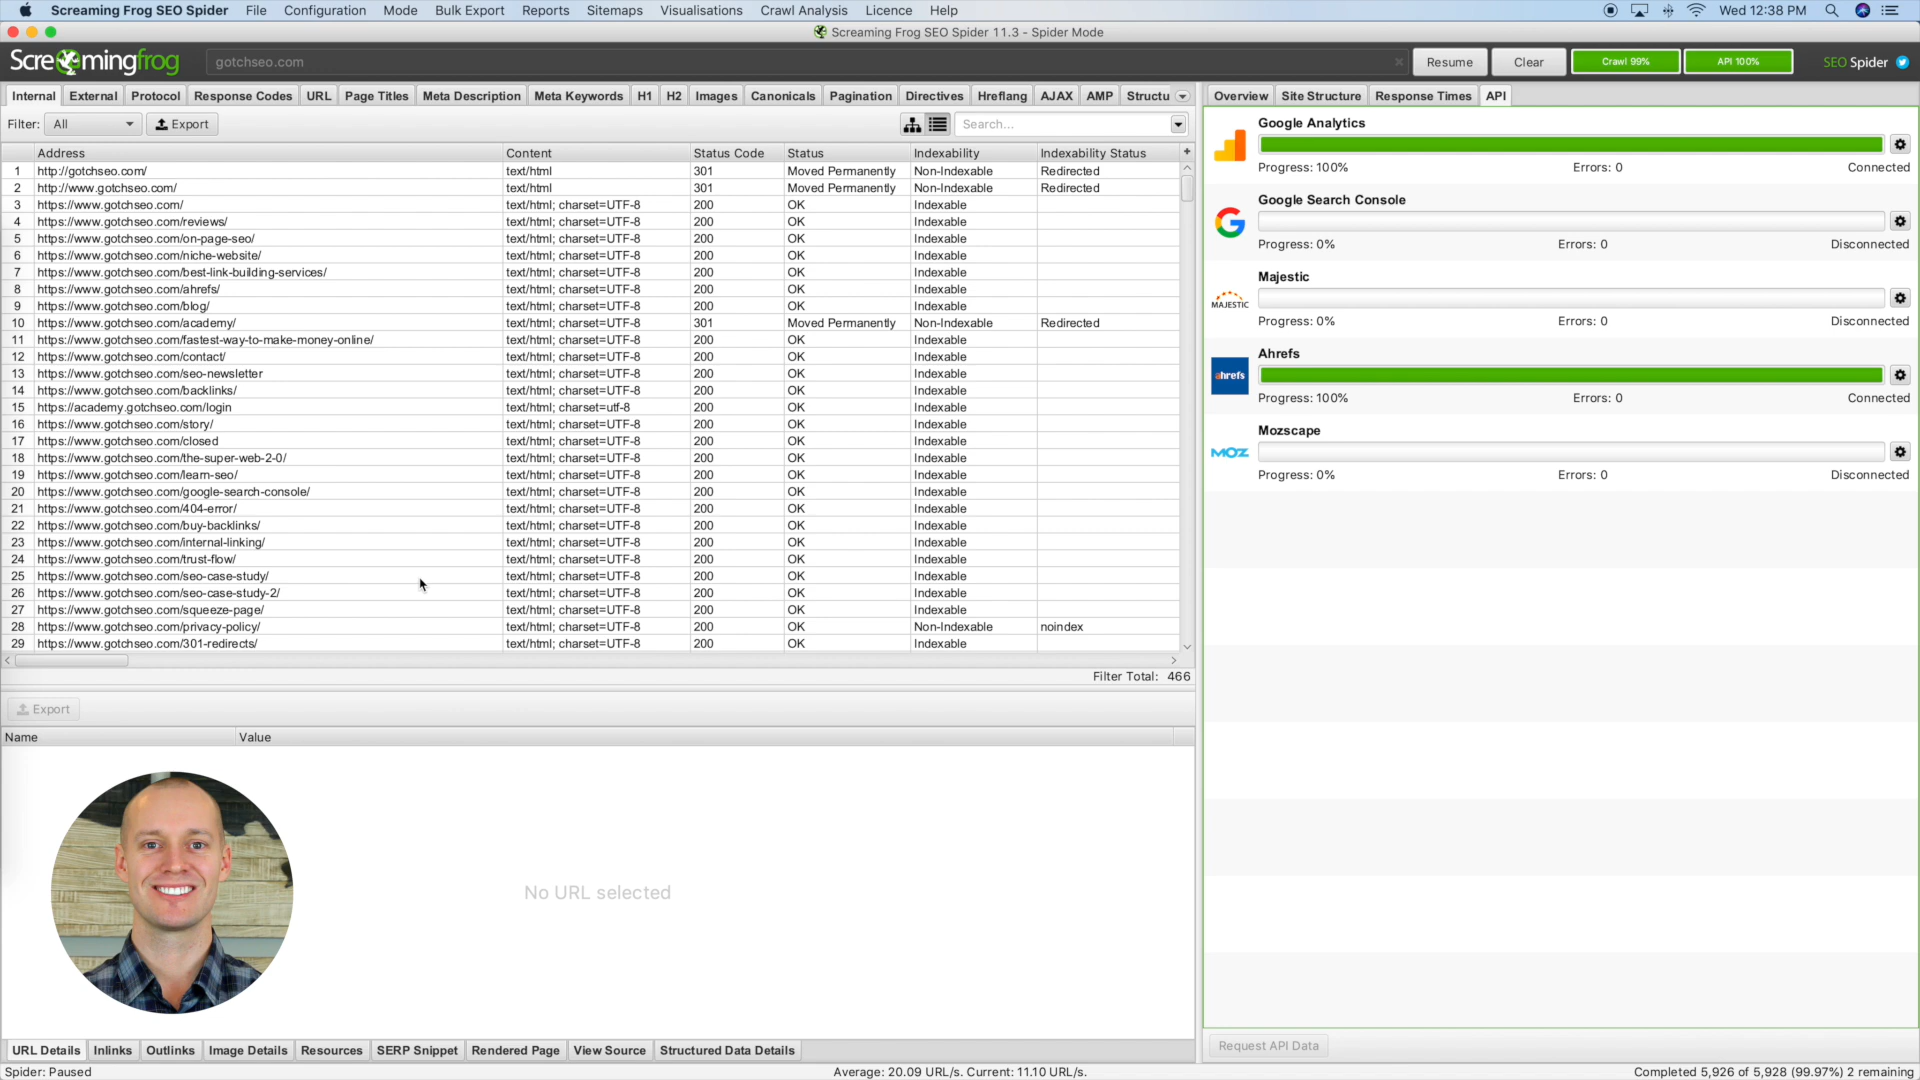 Screaming Frog SEO Spider File Configuration Mode Bulk Export Reports Sitemaps Visualisations Crawl Analysis Licence Help Wed 12:38 PM
Screaming Frog SEO Spider 11.3 - Spider Mode
Screamingfrog gotchseo.com Resume Clear Crawl 99% API 100% SEO Spider
Internal External Protocol Response Codes URL Page Titles Meta Description Meta Keywords H1 H2 Images Canonicals Pagination Directives Hreflang AJAX AMP Structu
Filter: All Export Search...
Address Content Status Code Status Indexability Indexability Status
1 http://gotchseo.com/ text/html 301 Moved Permanently Non-Indexable Redirected
2 http://www.gotchseo.com/ text/html 301 Moved Permanently Non-Indexable Redirected
3 https://www.gotchseo.com/ text/html; charset=UTF-8 200 OK Indexable
4 https://www.gotchseo.com/reviews/ text/html; charset=UTF-8 200 OK Indexable
5 https://www.gotchseo.com/on-page-seo/ text/html; charset=UTF-8 200 OK Indexable
6 https://www.gotchseo.com/niche-website/ text/html; charset=UTF-8 200 OK Indexable
7 https://www.gotchseo.com/best-link-building-services/ text/html; charset=UTF-8 200 OK Indexable
8 https://www.gotchseo.com/ahrefs/ text/html; charset=UTF-8 200 OK Indexable
9 https://www.gotchseo.com/blog/ text/html; charset=UTF-8 200 OK Indexable
10 https://www.gotchseo.com/academy/ text/html; charset=UTF-8 301 Moved Permanently Non-Indexable Redirected
11 https://www.gotchseo.com/fastest-way-to-make-money-online/ text/html; charset=UTF-8 200 OK Indexable
12 https://www.gotchseo.com/contact/ text/html; charset=UTF-8 200 OK Indexable
13 https://www.gotchseo.com/seo-newsletter text/html; charset=UTF-8 200 OK Indexable
14 https://www.gotchseo.com/backlinks/ text/html; charset=UTF-8 200 OK Indexable
15 https://academy.gotchseo.com/login text/html; charset=utf-8 200 OK Indexable
16 https://www.gotchseo.com/story/ text/html; charset=UTF-8 200 OK Indexable
17 https://www.gotchseo.com/closed text/html; charset=UTF-8 200 OK Indexable
18 https://www.gotchseo.com/the-super-web-2-0/ text/html; charset=UTF-8 200 OK Indexable
19 https://www.gotchseo.com/learn-seo/ text/html; charset=UTF-8 200 OK Indexable
20 https://www.gotchseo.com/google-search-console/ text/html; charset=UTF-8 200 OK Indexable
21 https://www.gotchseo.com/404-error/ text/html; charset=UTF-8 200 OK Indexable
22 https://www.gotchseo.com/buy-backlinks/ text/html; charset=UTF-8 200 OK Indexable
23 https://www.gotchseo.com/internal-linking/ text/html; charset=UTF-8 200 OK Indexable
24 https://www.gotchseo.com/trust-flow/ text/html; charset=UTF-8 200 OK Indexable
25 https://www.gotchseo.com/seo-case-study/ text/html; charset=UTF-8 200 OK Indexable
26 https://www.gotchseo.com/seo-case-study-2/ text/html; charset=UTF-8 200 OK Indexable
27 https://www.gotchseo.com/squeeze-page/ text/html; charset=UTF-8 200 OK Indexable
28 https://www.gotchseo.com/privacy-policy/ text/html; charset=UTF-8 200 OK Non-Indexable noindex
29 https://www.gotchseo.com/301-redirects/ text/html; charset=UTF-8 200 OK Indexable
Filter Total: 466
Export
Name Value
No URL selected
URL Details Inlinks Outlinks Image Details Resources SERP Snippet Rendered Page View Source Structured Data Details
Overview Site Structure Response Times API
Google Analytics
Progress: 100% Errors: 0 Connected
Google Search Console
Progress: 0% Errors: 0 Disconnected
Majestic
MAJESTIC
Progress: 0% Errors: 0 Disconnected
Ahrefs
ahrefs
Progress: 100% Errors: 0 Connected
Mozscape
MOZ
Progress: 0% Errors: 0 Disconnected
Request API Data
Spider: Paused Average: 20.09 URL/s. Current: 11.10 URL/s. Completed 5,926 of 5,928 (99.97%) 2 remaining